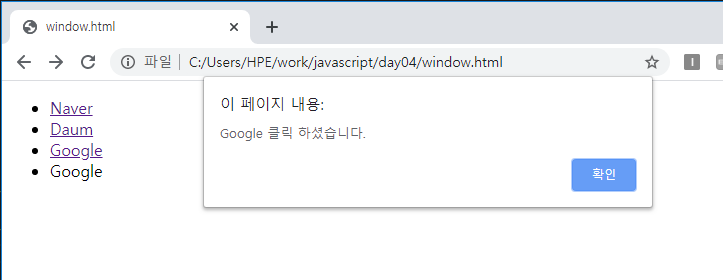 window.html
파일 C:/Users/HPE/work/javascript/day04/window.html
이 페이지 내용:
Google 클릭 하셨습니다.
확인
Naver
Daum
Google
Google